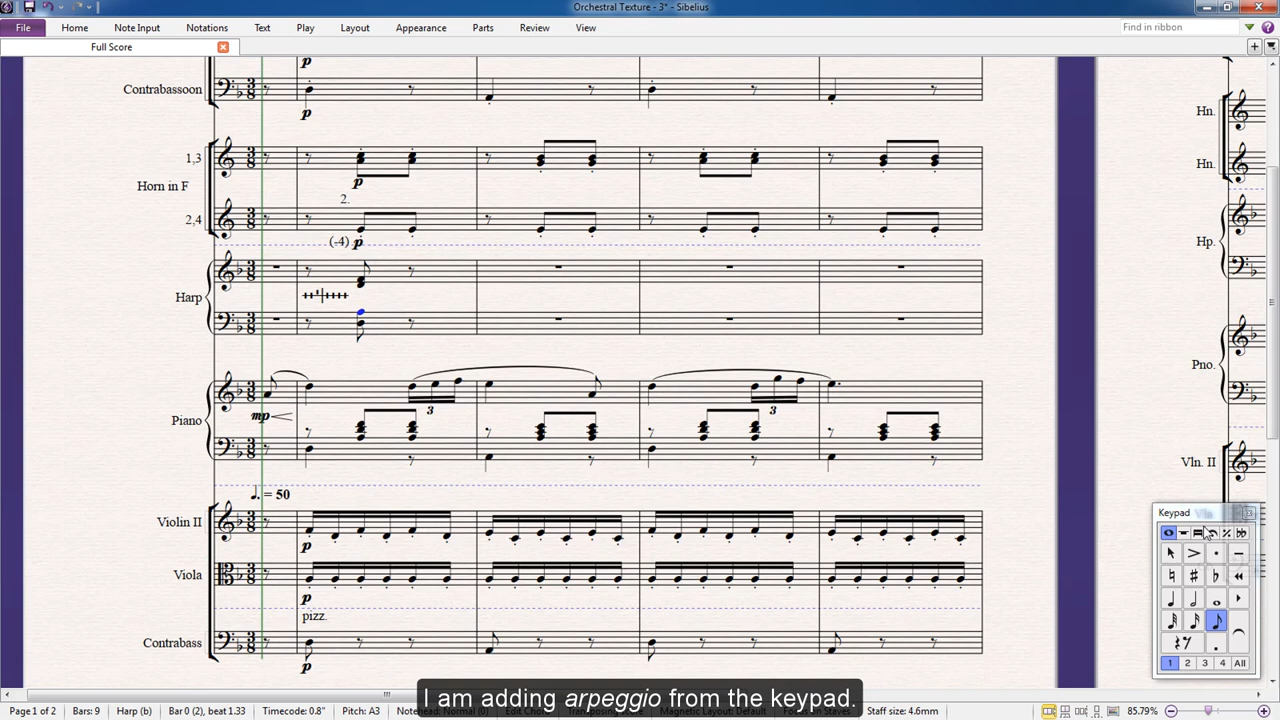 Orchestral Texture - 3* - Sibelius
File Home Note Input Notations Text Play Layout Appearance Parts Review View Find in ribbon
Full Score
p
Contrabassoon
p
Hn.
1,3
Hn.
p
Horn in F
2.
2,4
(-4) p
Hp.
Harp
Pno.
3 3
mp
Piano
Vln. II
♩. = 50
Violin II
p
Keypad Vla
Viola
p
pizz.
Contrabass
p
1 2 3 4 All
I am adding arpeggio from the keypad.
Page 1 of 2 Bars: 9 Harp (b) Bar 0 (2), beat 1.33 Timecode: 0.8" Pitch: A3 Staff size: 4.6mm 85.79%